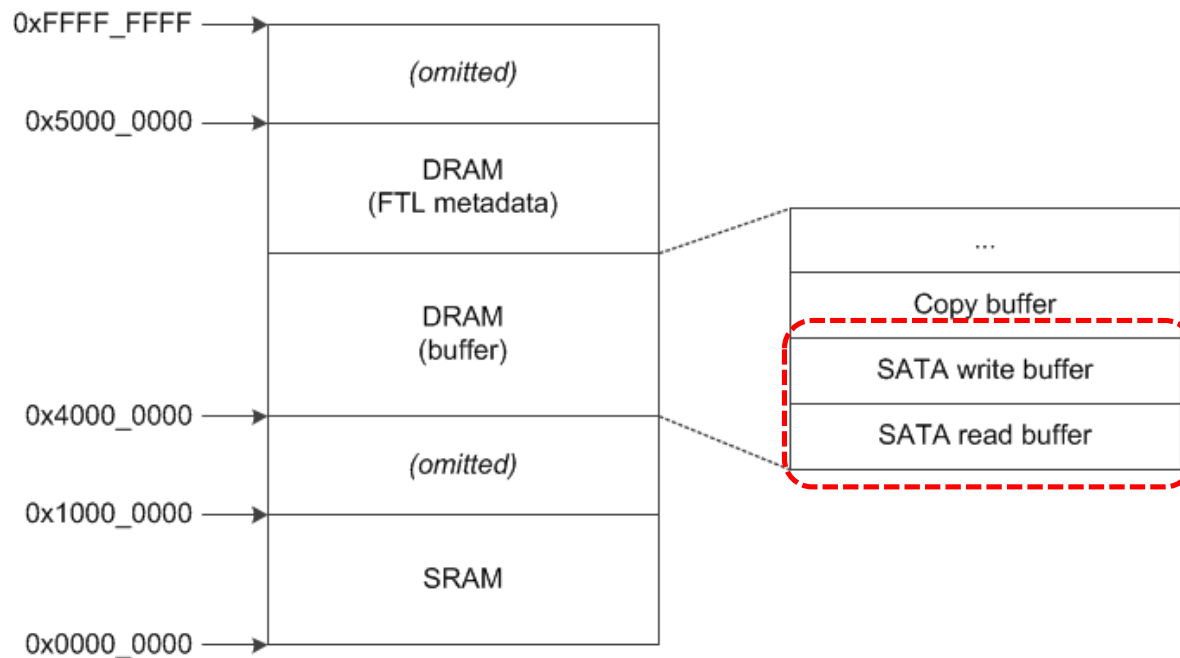 0xFFFF_FFFF
(omitted)
0x5000_0000
DRAM
(FTL metadata)
...
Copy buffer
DRAM
(buffer)
SATA write buffer
0x4000_0000
SATA read buffer
(omitted)
0x1000_0000
SRAM
0x0000_0000